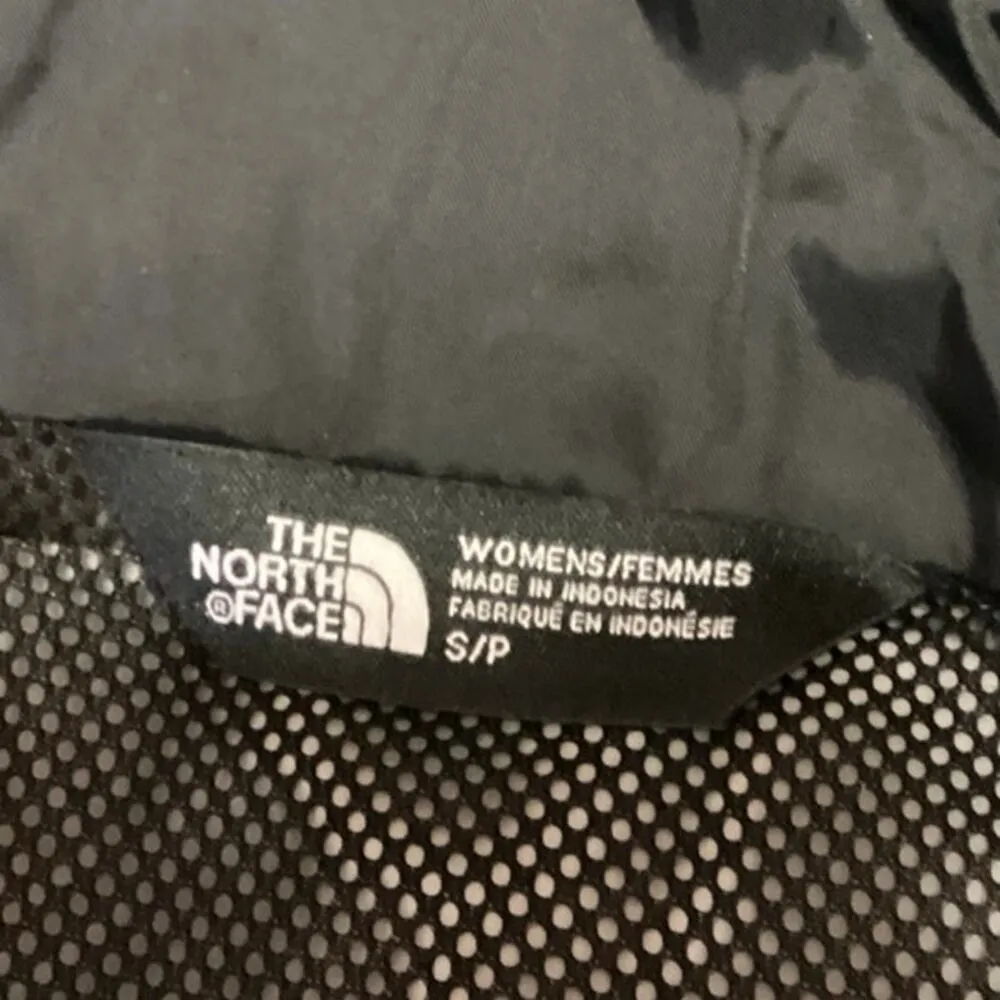 THE
NORTH
®FACE
WOMENS/FEMMES
MADE IN INDONESIA
FABRIQUÉ EN INDONÉSIE
S/P